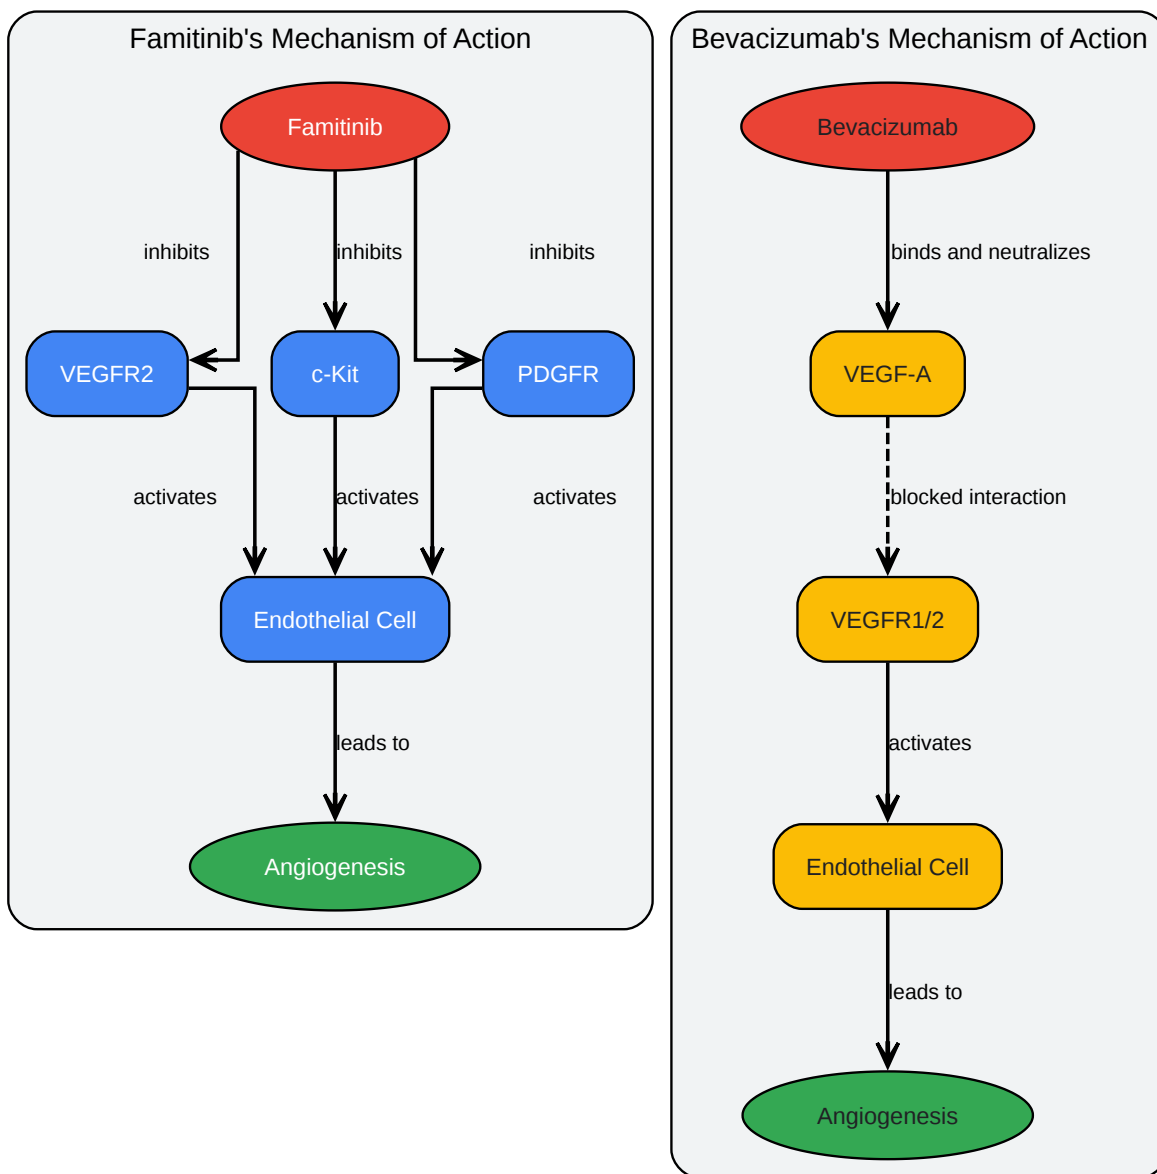 Famitinib's Mechanism of Action
Famitinib
inhibits
inhibits
inhibits
VEGFR2
c-Kit
PDGFR
activates
activates
activates
Endothelial Cell
leads to
Angiogenesis
Bevacizumab's Mechanism of Action
Bevacizumab
binds and neutralizes
VEGF-A
blocked interaction
VEGFR1/2
activates
Endothelial Cell
leads to
Angiogenesis